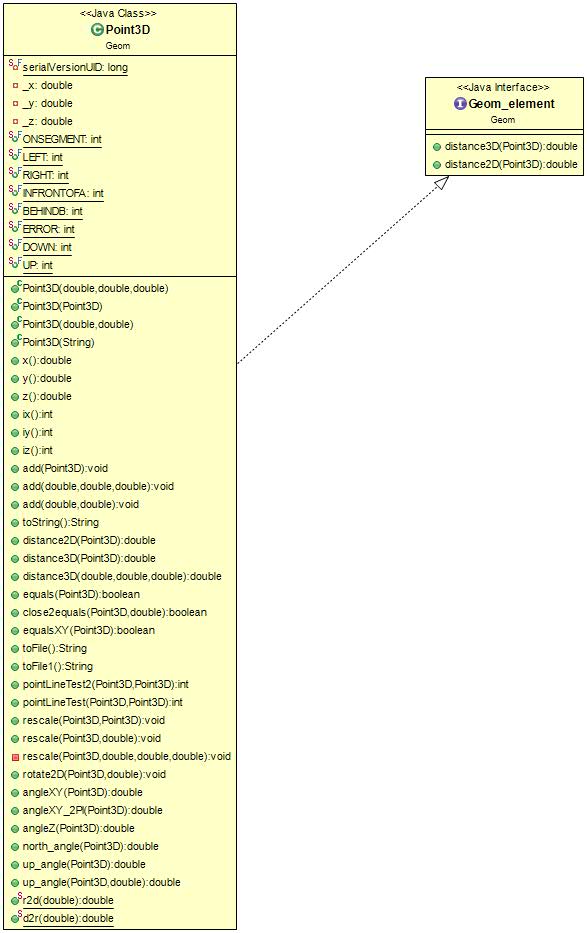 <<Java Class>>
Point3D
Geom
serialVersionUID: long
_x: double
_y: double
_z: double
ONSEGMENT: int
LEFT: int
RIGHT: int
INFRONTOFA: int
BEHINDB: int
ERROR: int
DOWN: int
UP: int
Point3D(double,double,double)
Point3D(Point3D)
Point3D(double,double)
Point3D(String)
x():double
y():double
z():double
ix():int
iy():int
iz():int
add(Point3D):void
add(double,double,double):void
add(double,double):void
toString():String
distance2D(Point3D):double
distance3D(Point3D):double
distance3D(double,double,double):double
equals(Point3D):boolean
close2equals(Point3D,double):boolean
equalsXY(Point3D):boolean
toFile():String
toFile1():String
pointLineTest2(Point3D,Point3D):int
pointLineTest(Point3D,Point3D):int
rescale(Point3D,Point3D):void
rescale(Point3D,double):void
rescale(Point3D,double,double,double):void
rotate2D(Point3D,double):void
angleXY(Point3D):double
angleXY_2PI(Point3D):double
angleZ(Point3D):double
north_angle(Point3D):double
up_angle(Point3D):double
up_angle(Point3D,double):double
r2d(double):double
d2r(double):double
<<Java Interface>>
Geom_element
Geom
distance3D(Point3D):double
distance2D(Point3D):double